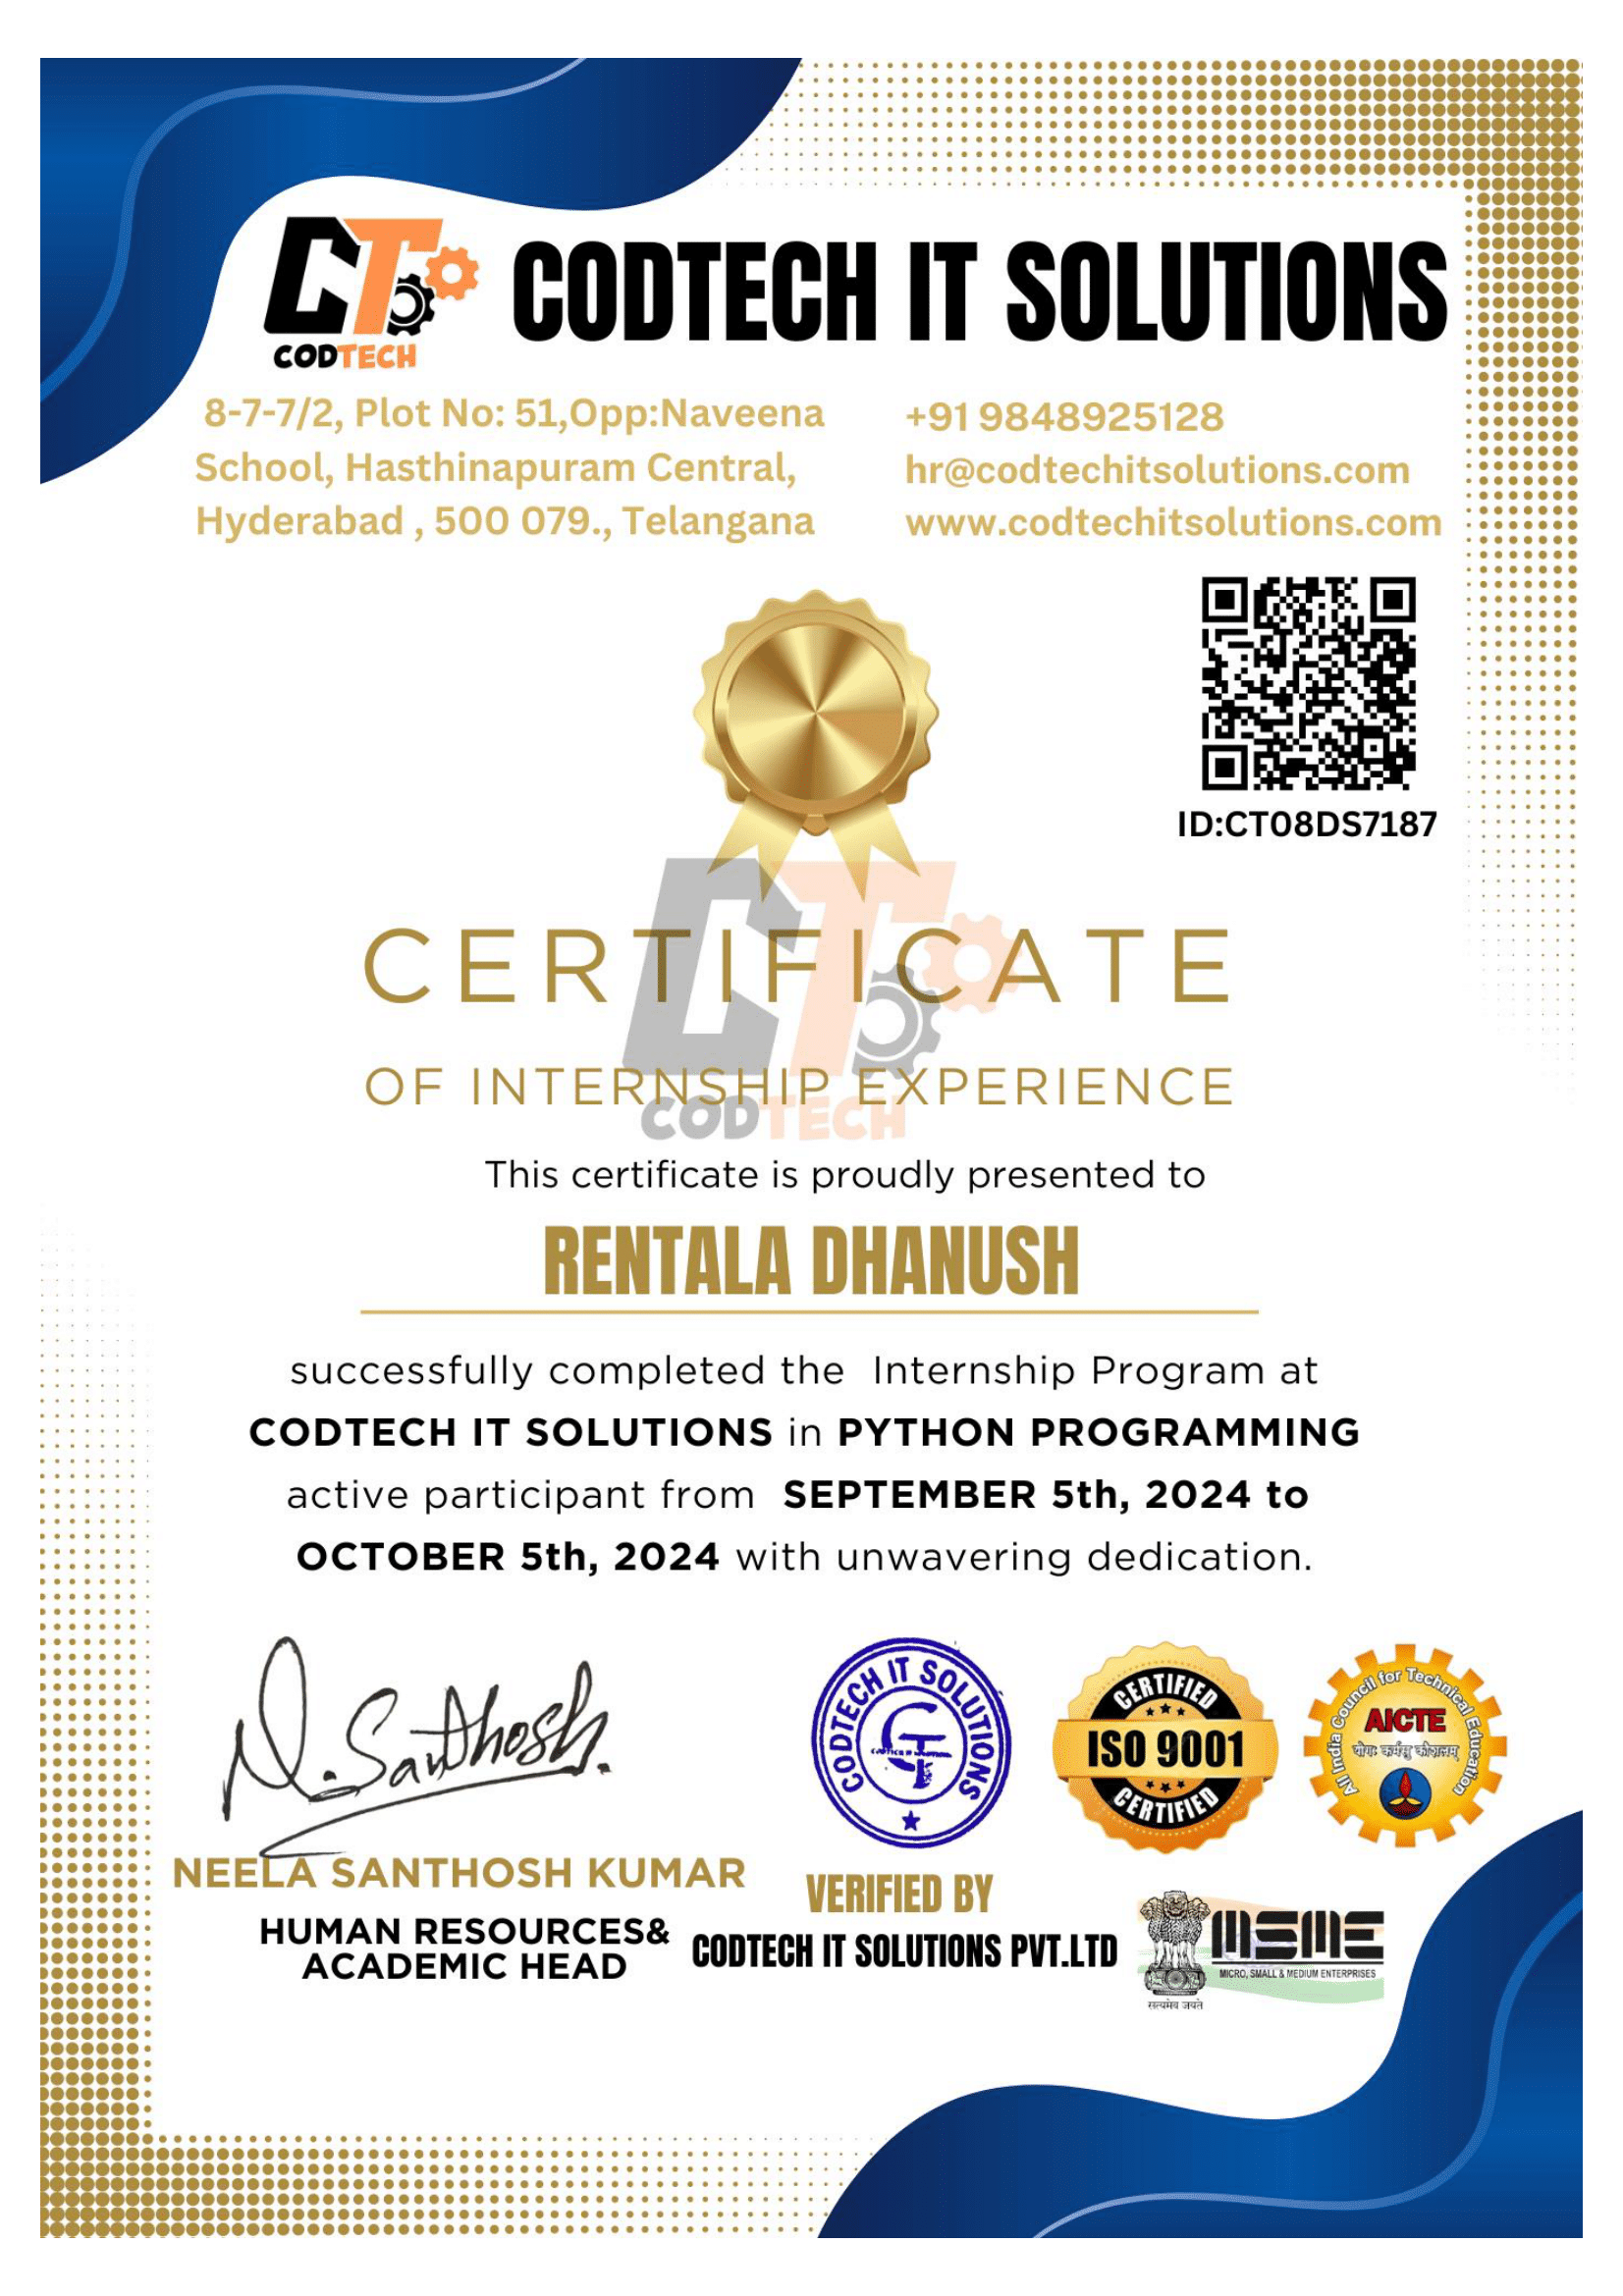 CODTECH
CODTECH IT SOLUTIONS
8-7-7/2, Plot No: 51,Opp:Naveena
School, Hasthinapuram Central,
Hyderabad , 500 079., Telangana
+91 9848925128
hr@codtechitsolutions.com
www.codtechitsolutions.com
ID:CT08DS7187
CERTIFICATE
OF INTERNSHIP EXPERIENCE
CODTECH
This certificate is proudly presented to
RENTALA DHANUSH
successfully completed the Internship Program at
CODTECH IT SOLUTIONS in PYTHON PROGRAMMING
active participant from SEPTEMBER 5th, 2024 to
OCTOBER 5th, 2024 with unwavering dedication.
N.Santhosh.
NEELA SANTHOSH KUMAR
HUMAN RESOURCES&
ACADEMIC HEAD
CODTECH IT SOLUTIONS
VERIFIED BY
CODTECH IT SOLUTIONS PVT.LTD
CERTIFIED
ISO 9001
CERTIFIED
All India Council for Technical Education
AICTE
योगः कर्मसु कौशलम्
MSME
MICRO, SMALL & MEDIUM ENTERPRISES
सत्यमेव जयते